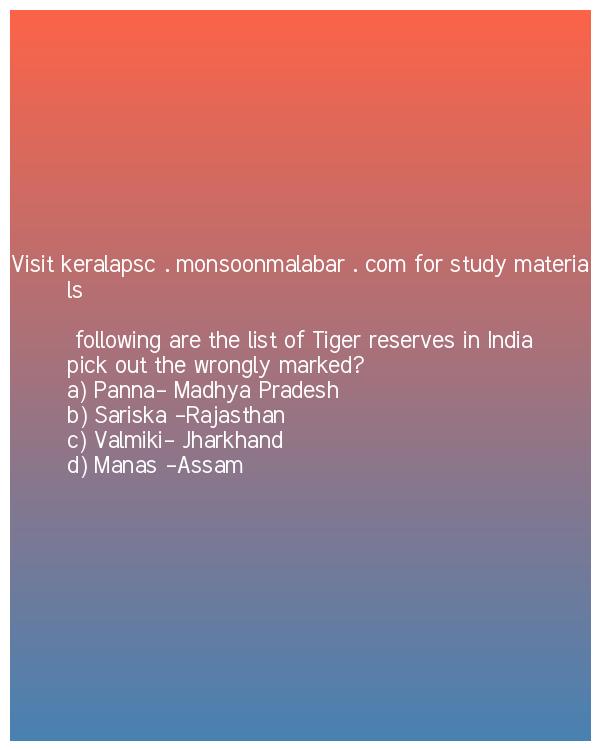 Visit keralapsc . monsoonmalabar . com for study materia
ls
following are the list of Tiger reserves in India
pick out the wrongly marked?
a) Panna- Madhya Pradesh
b) Sariska -Rajasthan
c) Valmiki- Jharkhand
d) Manas -Assam